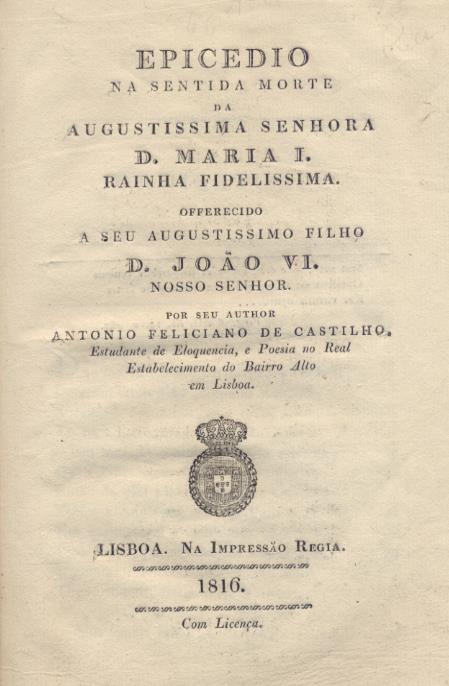 EPICEDIO
NA SENTIDA MORTE
DA
AUGUSTISSIMA SENHORA
D. MARIA I.
RAINHA FIDELISSIMA.
OFFERECIDO
A SEU AUGUSTISSIMO FILHO
D. JOÃO VI.
NOSSO SENHOR.
POR SEU AUTHOR
ANTONIO FELICIANO DE CASTILHO.
Estudante de Eloquencia, e Poesia no Real
Estabelecimento do Bairro Alto
em Lisboa.
LISBOA. NA IMPRESSÃO REGIA.
1816.
Com Licença.